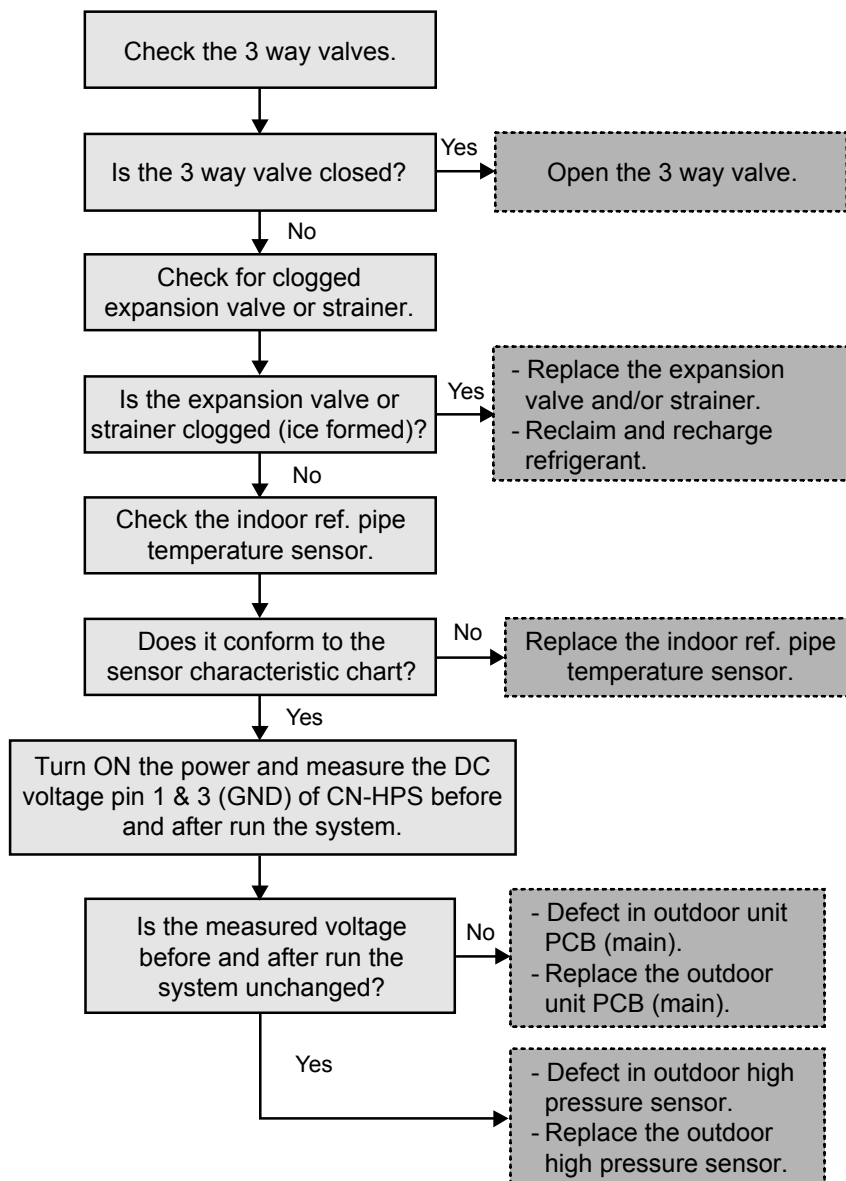 Check the 3 way valves.
Is the 3 way valve closed?
Yes
Open the 3 way valve.
No
Check for clogged
expansion valve or strainer.
Is the expansion valve or
strainer clogged (ice formed)?
Yes
- Replace the expansion
valve and/or strainer.
- Reclaim and recharge
refrigerant.
No
Check the indoor ref. pipe
temperature sensor.
Does it conform to the
sensor characteristic chart?
No
Replace the indoor ref. pipe
temperature sensor.
Yes
Turn ON the power and measure the DC
voltage pin 1 & 3 (GND) of CN-HPS before
and after run the system.
Is the measured voltage
before and after run the
system unchanged?
No
- Defect in outdoor unit
PCB (main).
- Replace the outdoor
unit PCB (main).
Yes
- Defect in outdoor high
pressure sensor.
- Replace the outdoor
high pressure sensor.